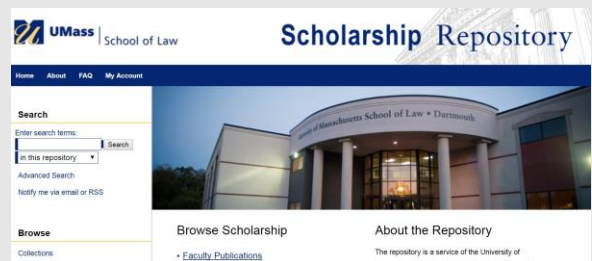 UMass School of Law
Scholarship Repository
Home About FAQ My Account
Search
Enter search terms:
Search
in this repository
Advanced Search
Notify me via email or RSS
University of Massachusetts School of Law • Dartmouth
Browse
Collections
Browse Scholarship
• Faculty Publications
About the Repository
The repository is a service of the University of